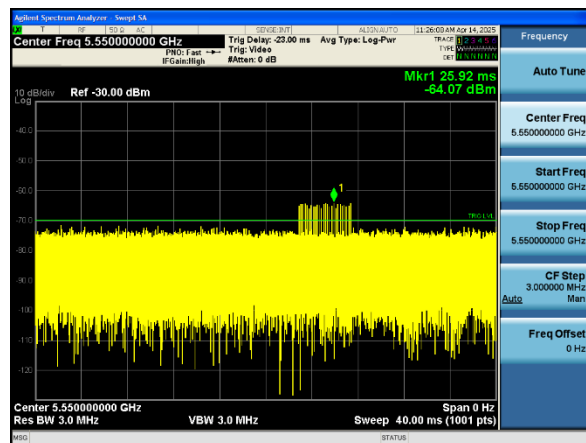 Agilent Spectrum Analyzer - Swept SA
T RF 50 Ω AC SENSE:INT ALIGN AUTO 11:26:08 AM Apr 14, 2025
Center Freq 5.550000000 GHz
PNO: Fast
IFGain:High
Trig Delay: -23.00 ms
Trig: Video
#Atten: 0 dB
Avg Type: Log-Pwr
TRACE 1 2 3 4 5 6
TYPE
DET N N N N N N
Mkr1 25.92 ms
-64.07 dBm
10 dB/div Ref -30.00 dBm
Log
-40.0
-50.0
-60.0
1
-70.0
TRIG LVL
-80.0
-90.0
-100
-110
-120
Center 5.550000000 GHz Span 0 Hz
Res BW 3.0 MHz VBW 3.0 MHz Sweep 40.00 ms (1001 pts)
MSG STATUS
Frequency
Auto Tune
Center Freq
5.550000000 GHz
Start Freq
5.550000000 GHz
Stop Freq
5.550000000 GHz
CF Step
3.000000 MHz
Auto Man
Freq Offset
0 Hz